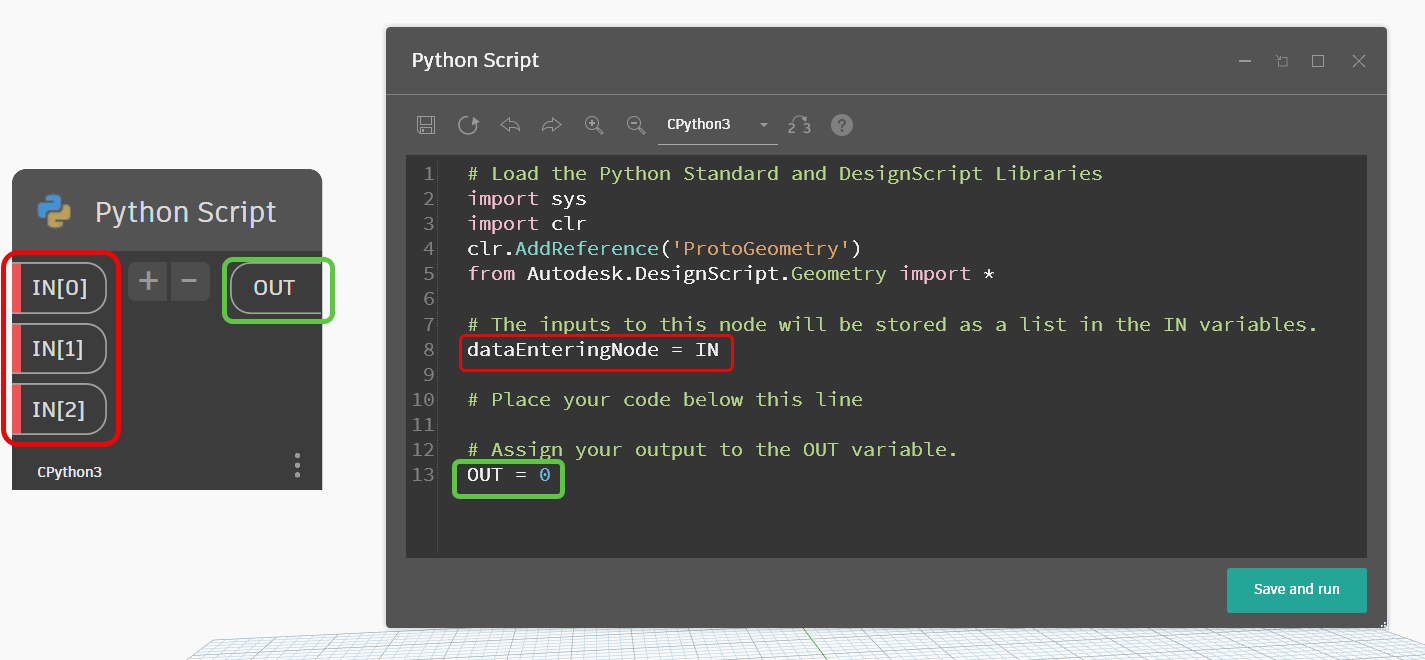 Python Script
IN[0]
+
−
OUT
IN[1]
IN[2]
CPython3
Python Script
CPython3
2 3
?
1 # Load the Python Standard and DesignScript Libraries
2 import sys
3 import clr
4 clr.AddReference('ProtoGeometry')
5 from Autodesk.DesignScript.Geometry import *
6
7 # The inputs to this node will be stored as a list in the IN variables.
8 dataEnteringNode = IN
9
10 # Place your code below this line
11
12 # Assign your output to the OUT variable.
13 OUT = 0
Save and run